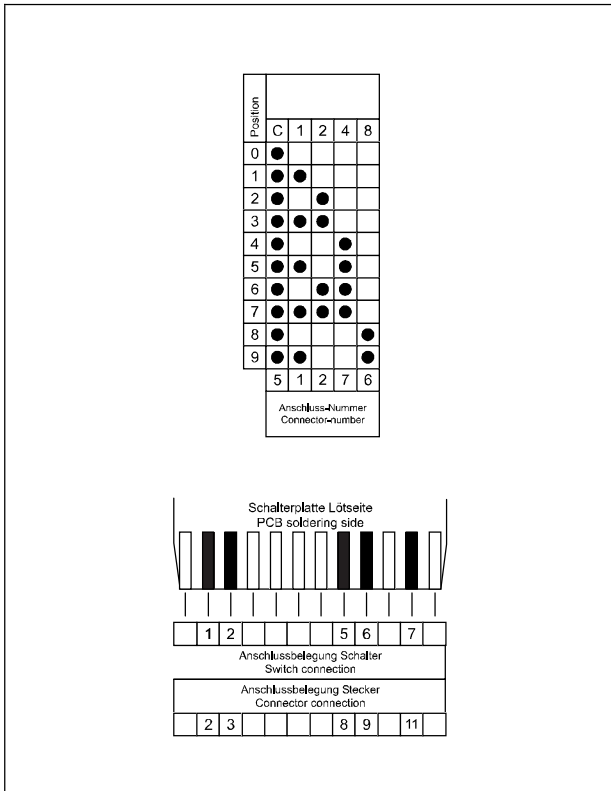 Position
C 1 2 4 8
0
1
2
3
4
5
6
7
8
9
5 1 2 7 6
Anschluss-Nummer
Connector-number
Schalterplatte Lötseite
PCB soldering side
1 2 5 6 7
Anschlussbelegung Schalter
Switch connection
Anschlussbelegung Stecker
Connector connection
2 3 8 9 11